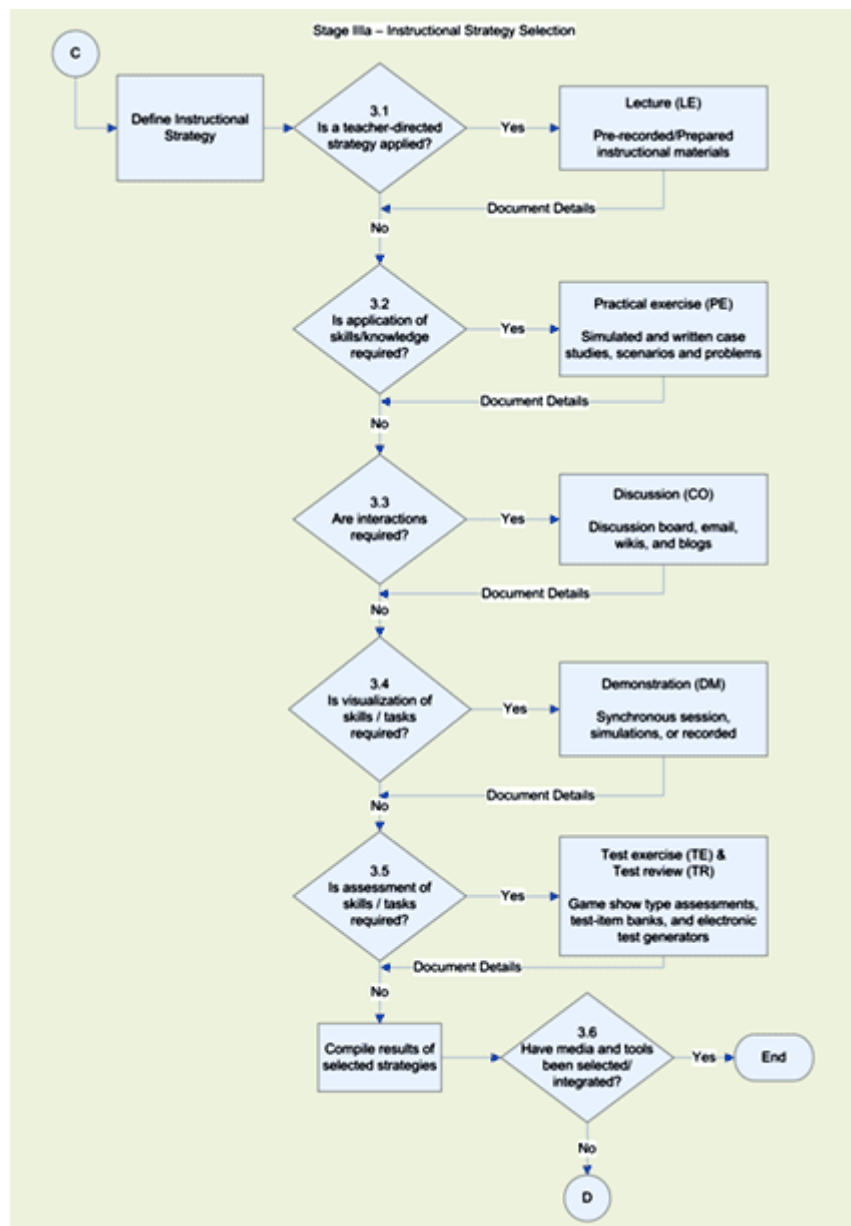 Stage IIIa – Instructional Strategy Selection
C
Define Instructional
Strategy
3.1
Is a teacher-directed
strategy applied?
Yes
Lecture (LE)
Pre-recorded/Prepared
instructional materials
Document Details
No
3.2
Is application of
skills/knowledge
required?
Yes
Practical exercise (PE)
Simulated and written case
studies, scenarios and problems
Document Details
No
3.3
Are interactions
required?
Yes
Discussion (CO)
Discussion board, email,
wikis, and blogs
Document Details
No
3.4
Is visualization of
skills / tasks
required?
Yes
Demonstration (DM)
Synchronous session,
simulations, or recorded
Document Details
No
3.5
Is assessment of
skills / tasks
required?
Yes
Test exercise (TE) &
Test review (TR)
Game show type assessments,
test-item banks, and electronic
test generators
Document Details
No
Compile results of
selected strategies
3.6
Have media and tools
been selected/
integrated?
Yes
End
No
D